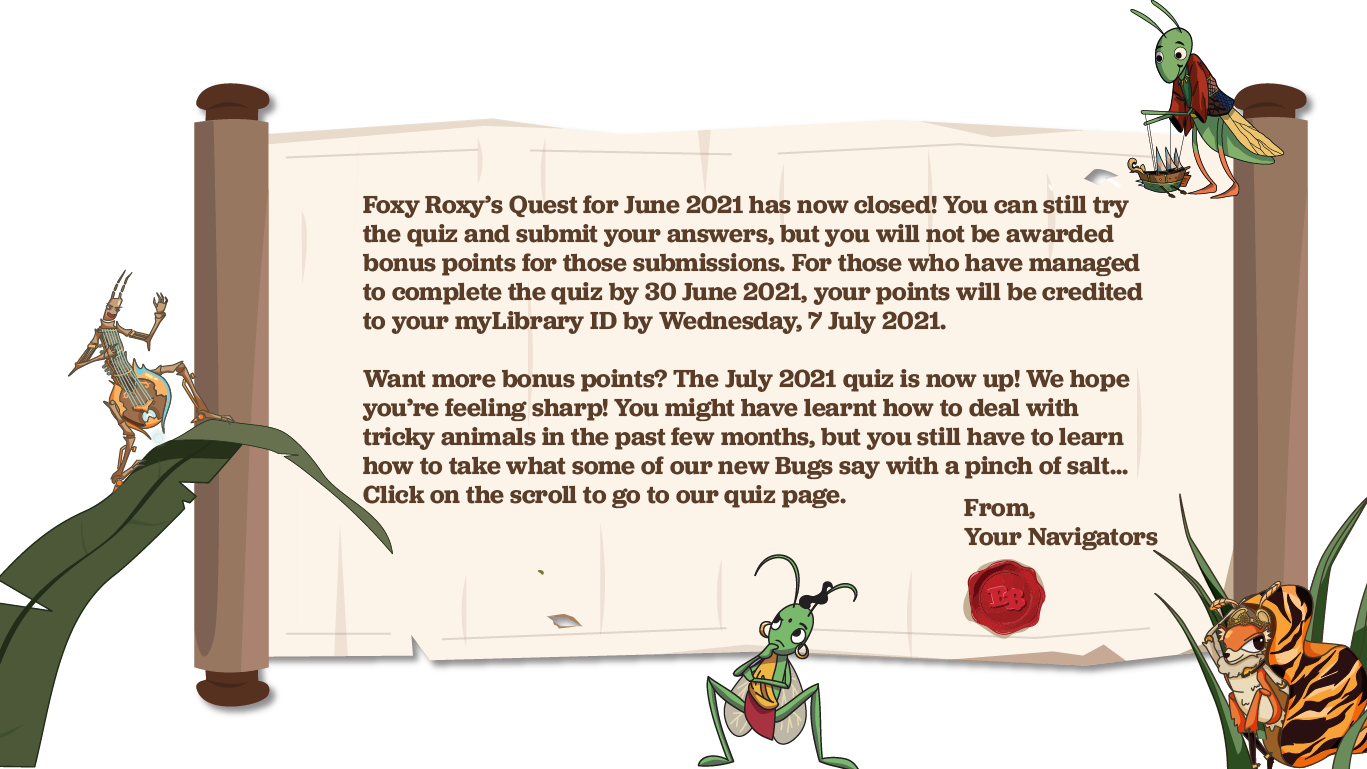 Foxy Roxy’s Quest for June 2021 has now closed! You can still try
the quiz and submit your answers, but you will not be awarded
bonus points for those submissions. For those who have managed
to complete the quiz by 30 June 2021, your points will be credited
to your myLibrary ID by Wednesday, 7 July 2021.
Want more bonus points? The July 2021 quiz is now up! We hope
you’re feeling sharp! You might have learnt how to deal with
tricky animals in the past few months, but you still have to learn
how to take what some of our new Bugs say with a pinch of salt...
Click on the scroll to go to our quiz page.
From,
Your Navigators
EB